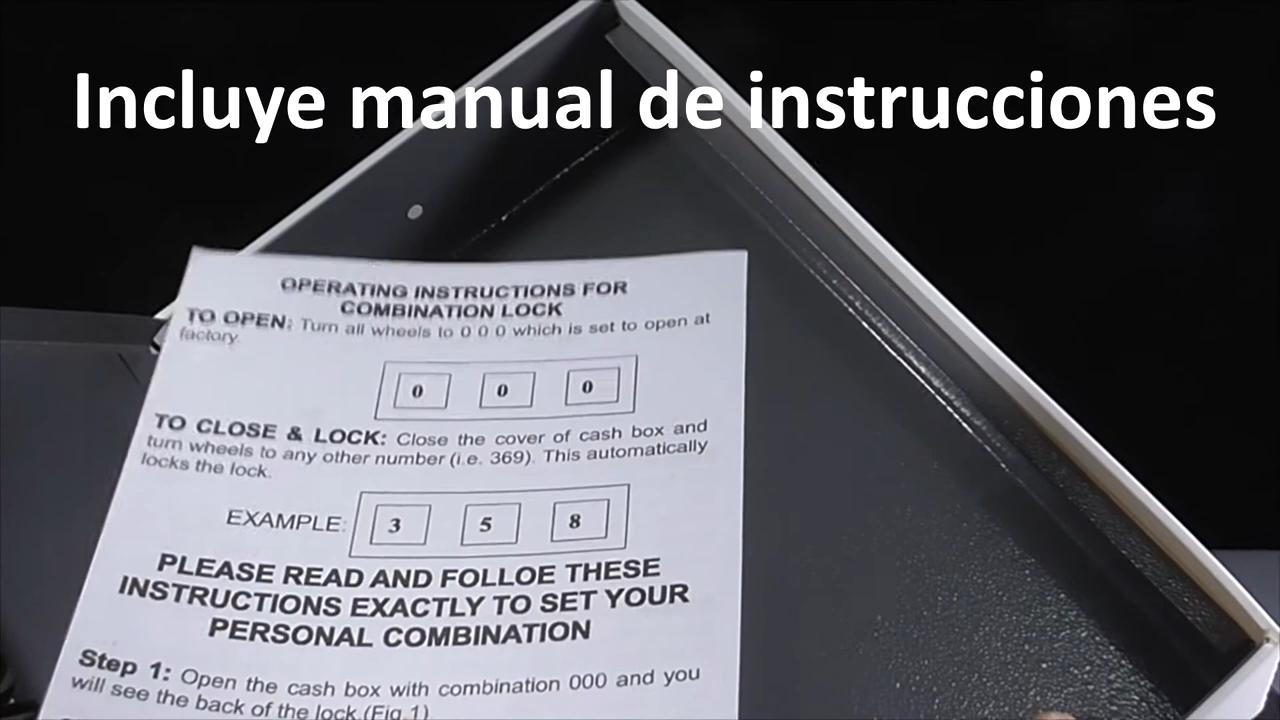 Incluye manual de instrucciones
OPERATING INSTRUCTIONS FOR
COMBINATION LOCK
TO OPEN: Turn all wheels to 0 0 0 which is set to open at
factory.
0 0 0
TO CLOSE & LOCK: Close the cover of cash box and
turn wheels to any other number (i.e. 369). This automatically
locks the lock.
EXAMPLE: 3 5 8
PLEASE READ AND FOLLOE THESE
INSTRUCTIONS EXACTLY TO SET YOUR
PERSONAL COMBINATION
Step 1: Open the cash box with combination 000 and you
will see the back of the lock.(Fig.1)